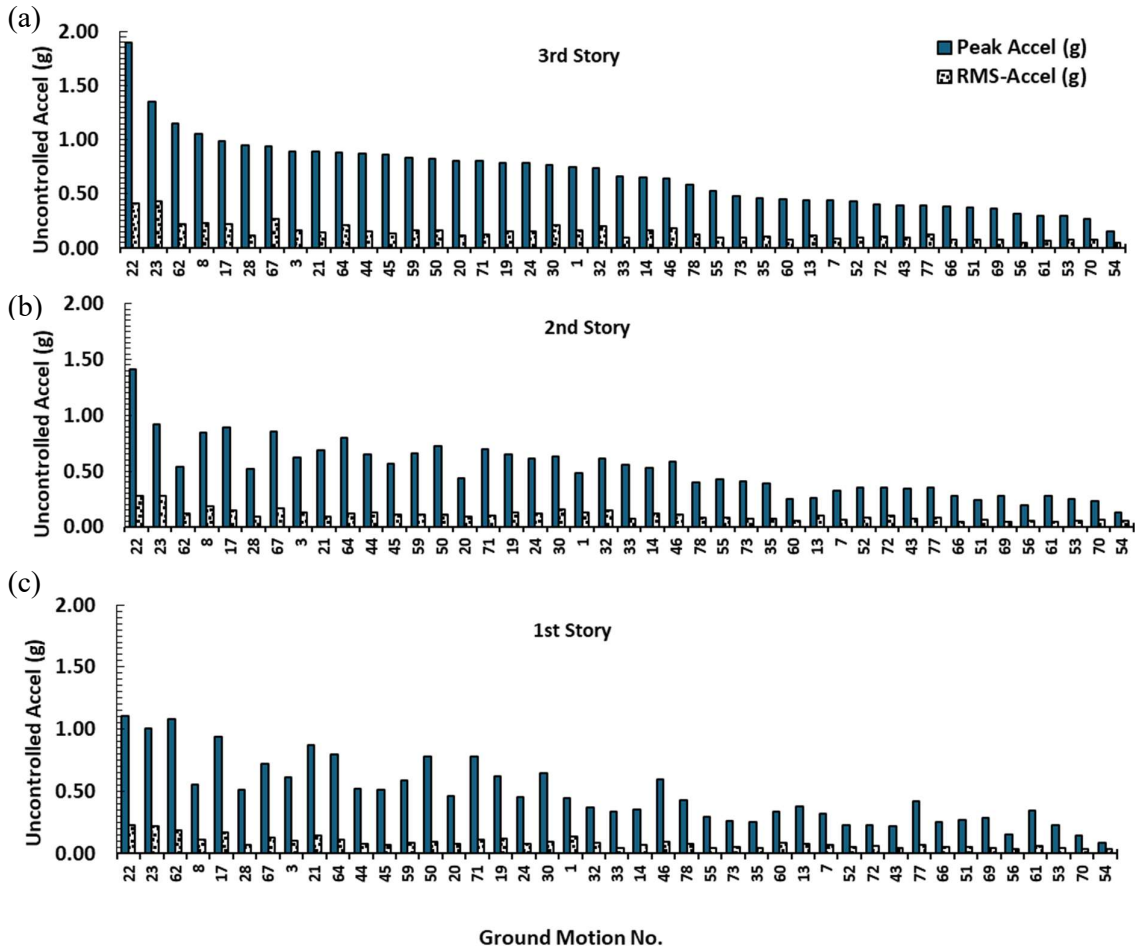 (a)
2.00
1.50
1.00
0.50
0.00
Uncontrolled Accel (g)
3rd Story
Peak Accel (g)
RMS-Accel (g)
22 23 62 8 17 28 67 3 21 64 44 45 59 50 20 71 19 24 30 1 32 33 14 46 78 55 73 35 60 13 7 52 72 43 77 66 51 69 56 61 53 70 54
(b)
2.00
1.50
1.00
0.50
0.00
Uncontrolled Accel (g)
2nd Story
22 23 62 8 17 28 67 3 21 64 44 45 59 50 20 71 19 24 30 1 32 33 14 46 78 55 73 35 60 13 7 52 72 43 77 66 51 69 56 61 53 70 54
(c)
2.00
1.50
1.00
0.50
0.00
Uncontrolled Accel (g)
1st Story
22 23 62 8 17 28 67 3 21 64 44 45 59 50 20 71 19 24 30 1 32 33 14 46 78 55 73 35 60 13 7 52 72 43 77 66 51 69 56 61 53 70 54
Ground Motion No.